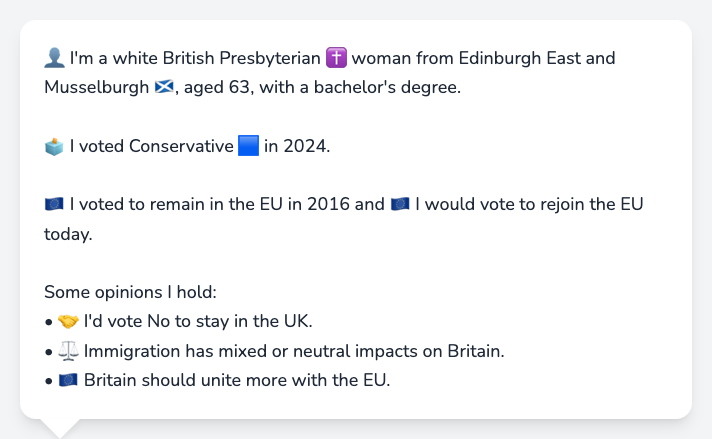 👤 I'm a white British Presbyterian ✝️ woman from Edinburgh East and
Musselburgh 🏴󠁧󠁢󠁳󠁣󠁴󠁿, aged 63, with a bachelor's degree.
🗳️ I voted Conservative 🟦 in 2024.
🇪🇺 I voted to remain in the EU in 2016 and 🇪🇺 I would vote to rejoin the EU
today.
Some opinions I hold:
• 🤝 I'd vote No to stay in the UK.
• ⚖️ Immigration has mixed or neutral impacts on Britain.
• 🇪🇺 Britain should unite more with the EU.